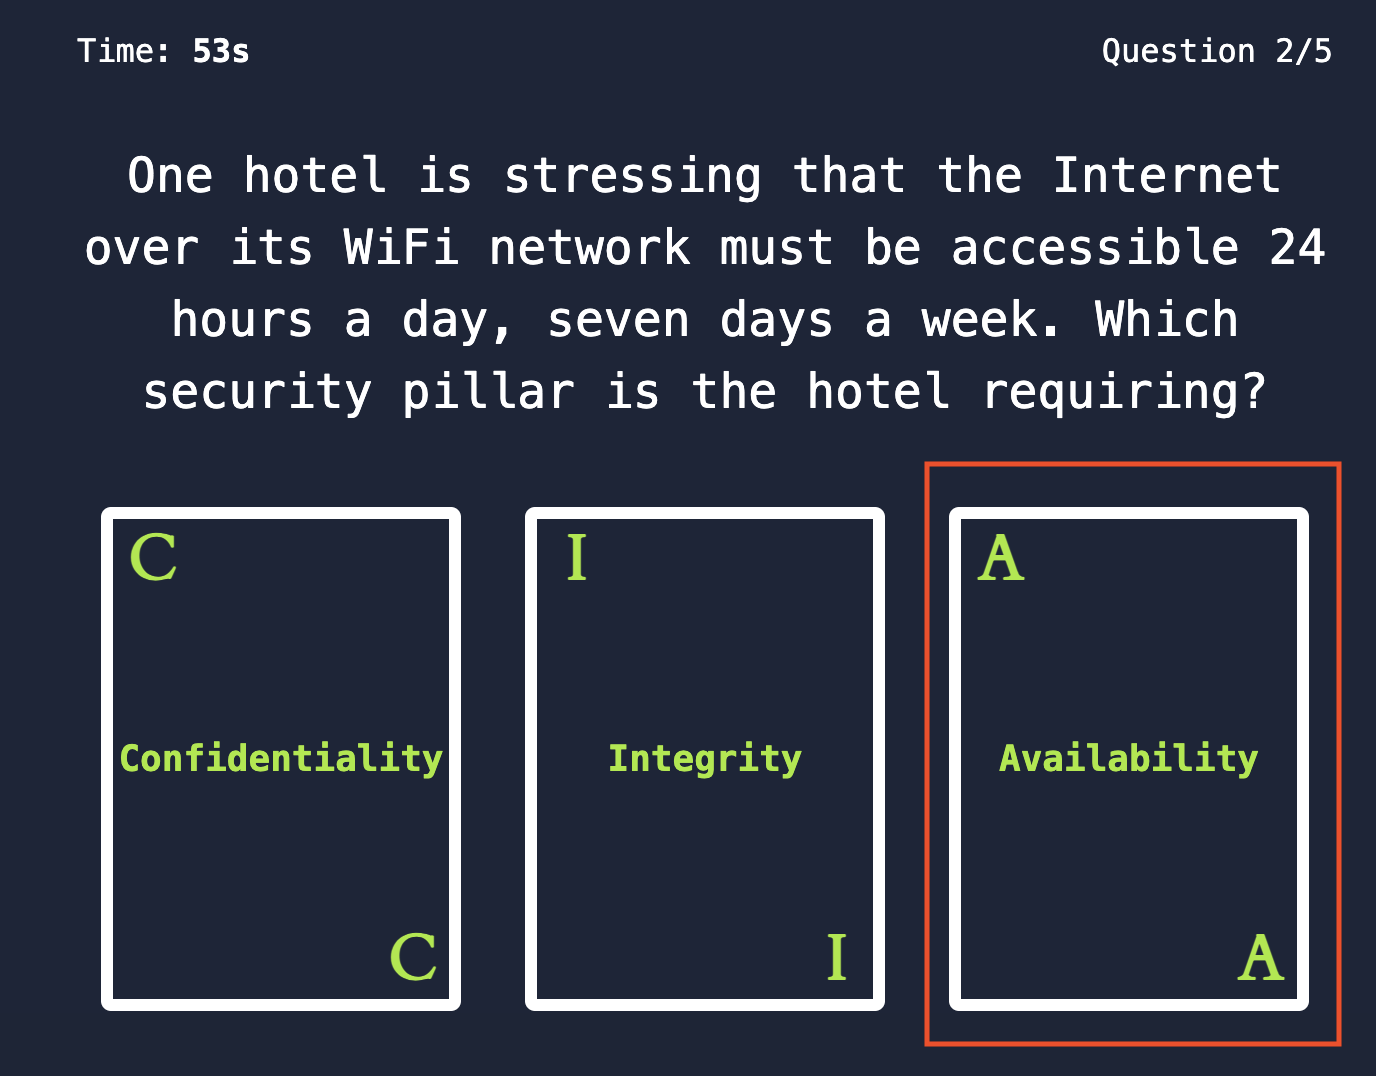 Time: 53s
Question 2/5
One hotel is stressing that the Internet
over its WiFi network must be accessible 24
hours a day, seven days a week. Which
security pillar is the hotel requiring?
C
Confidentiality
C
I
Integrity
I
A
Availability
A